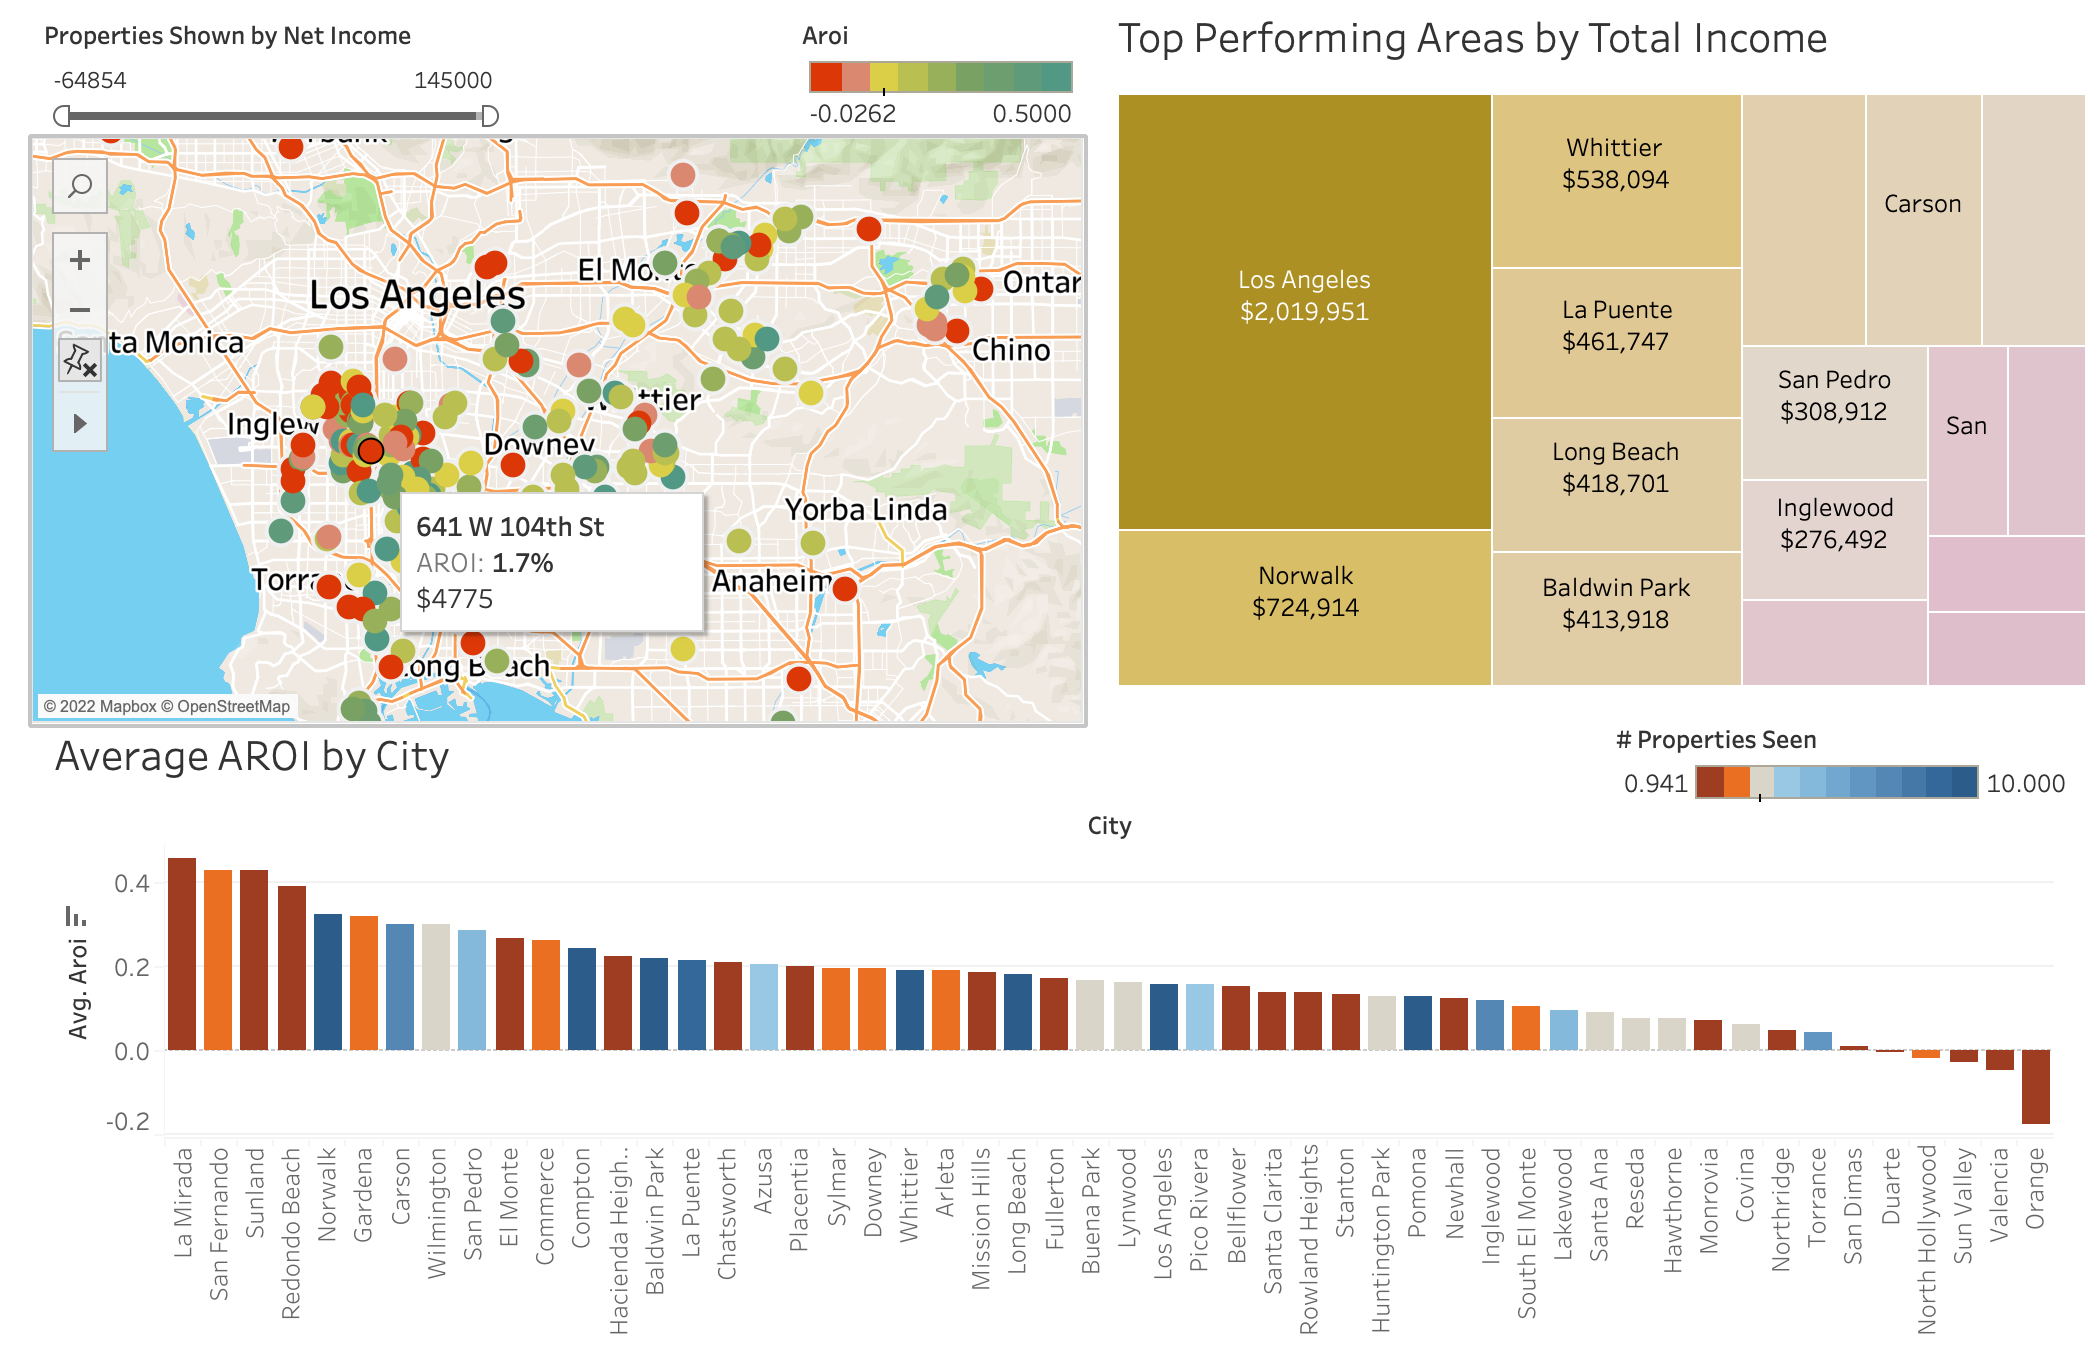 Properties Shown by Net Income
-64854
145000
Aroi
-0.0262
0.5000
Los Angeles
El Monte
Ontar
ta Monica
Chino
Inglew
ttier
Downey
Yorba Linda
641 W 104th St
AROI: 1.7%
$4775
Torra
Anaheim
Long Beach
© 2022 Mapbox © OpenStreetMap
Top Performing Areas by Total Income
Los Angeles
$2,019,951
Norwalk
$724,914
Whittier
$538,094
La Puente
$461,747
Long Beach
$418,701
Baldwin Park
$413,918
Carson
San Pedro
$308,912
San
Inglewood
$276,492
Average AROI by City
# Properties Seen
0.941
10.000
City
Avg. Aroi
0.4
0.2
0.0
-0.2
La Mirada
San Fernando
Sunland
Redondo Beach
Norwalk
Gardena
Carson
Wilmington
San Pedro
El Monte
Commerce
Compton
Hacienda Heigh..
Baldwin Park
La Puente
Chatsworth
Azusa
Placentia
Sylmar
Downey
Whittier
Arleta
Mission Hills
Long Beach
Fullerton
Buena Park
Lynwood
Los Angeles
Pico Rivera
Bellflower
Santa Clarita
Rowland Heights
Stanton
Huntington Park
Pomona
Newhall
Inglewood
South El Monte
Lakewood
Santa Ana
Reseda
Hawthorne
Monrovia
Covina
Northridge
Torrance
San Dimas
Duarte
North Hollywood
Sun Valley
Valencia
Orange